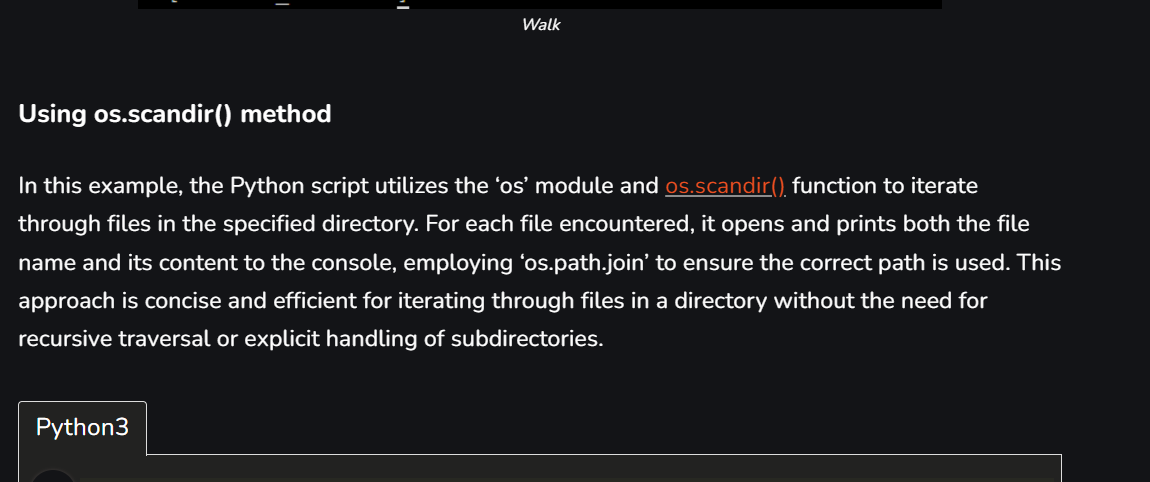 Walk
Using os.scandir() method
In this example, the Python script utilizes the ‘os’ module and os.scandir() function to iterate
through files in the specified directory. For each file encountered, it opens and prints both the file
name and its content to the console, employing ‘os.path.join’ to ensure the correct path is used. This
approach is concise and efficient for iterating through files in a directory without the need for
recursive traversal or explicit handling of subdirectories.
Python3